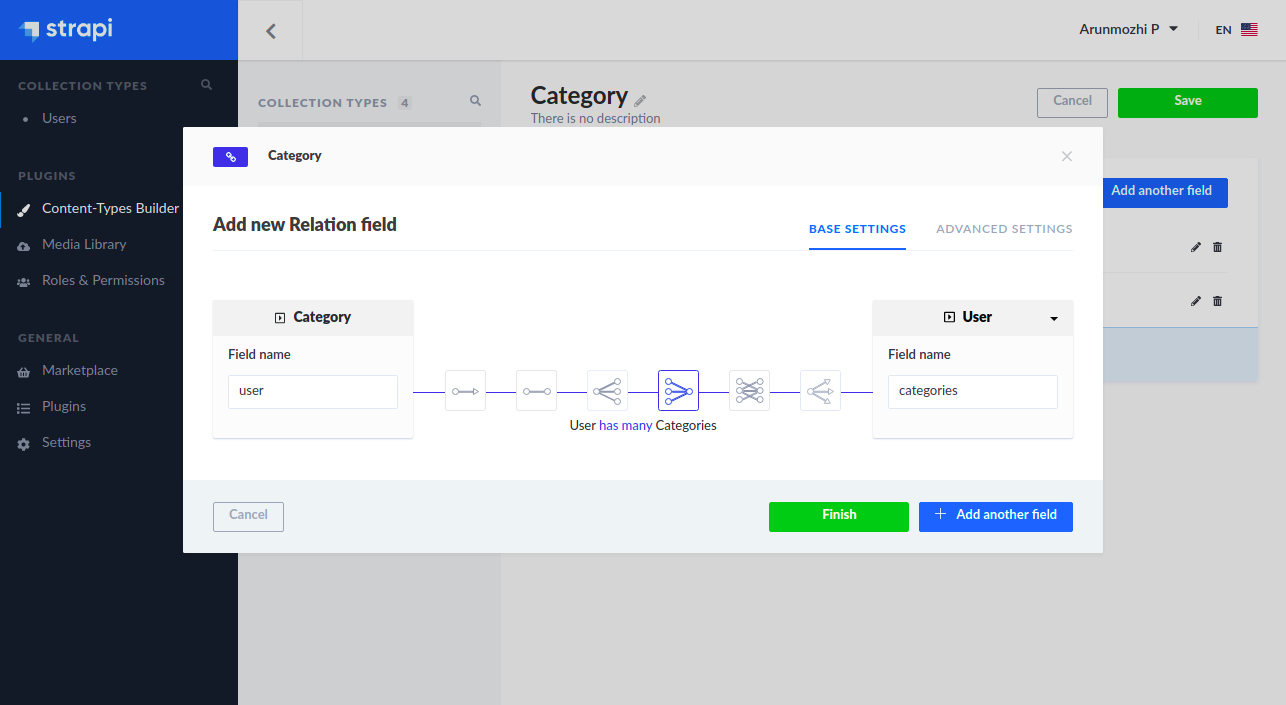 strapi
Arunmozhi P
EN
COLLECTION TYPES
Users
PLUGINS
Content-Types Builder
Media Library
Roles & Permissions
GENERAL
Marketplace
Plugins
Settings
COLLECTION TYPES 4
Category
There is no description
Cancel
Save
Add another field
Category
Add new Relation field
BASE SETTINGS
ADVANCED SETTINGS
Category
Field name
user
User has many Categories
User
Field name
categories
Cancel
Finish
Add another field